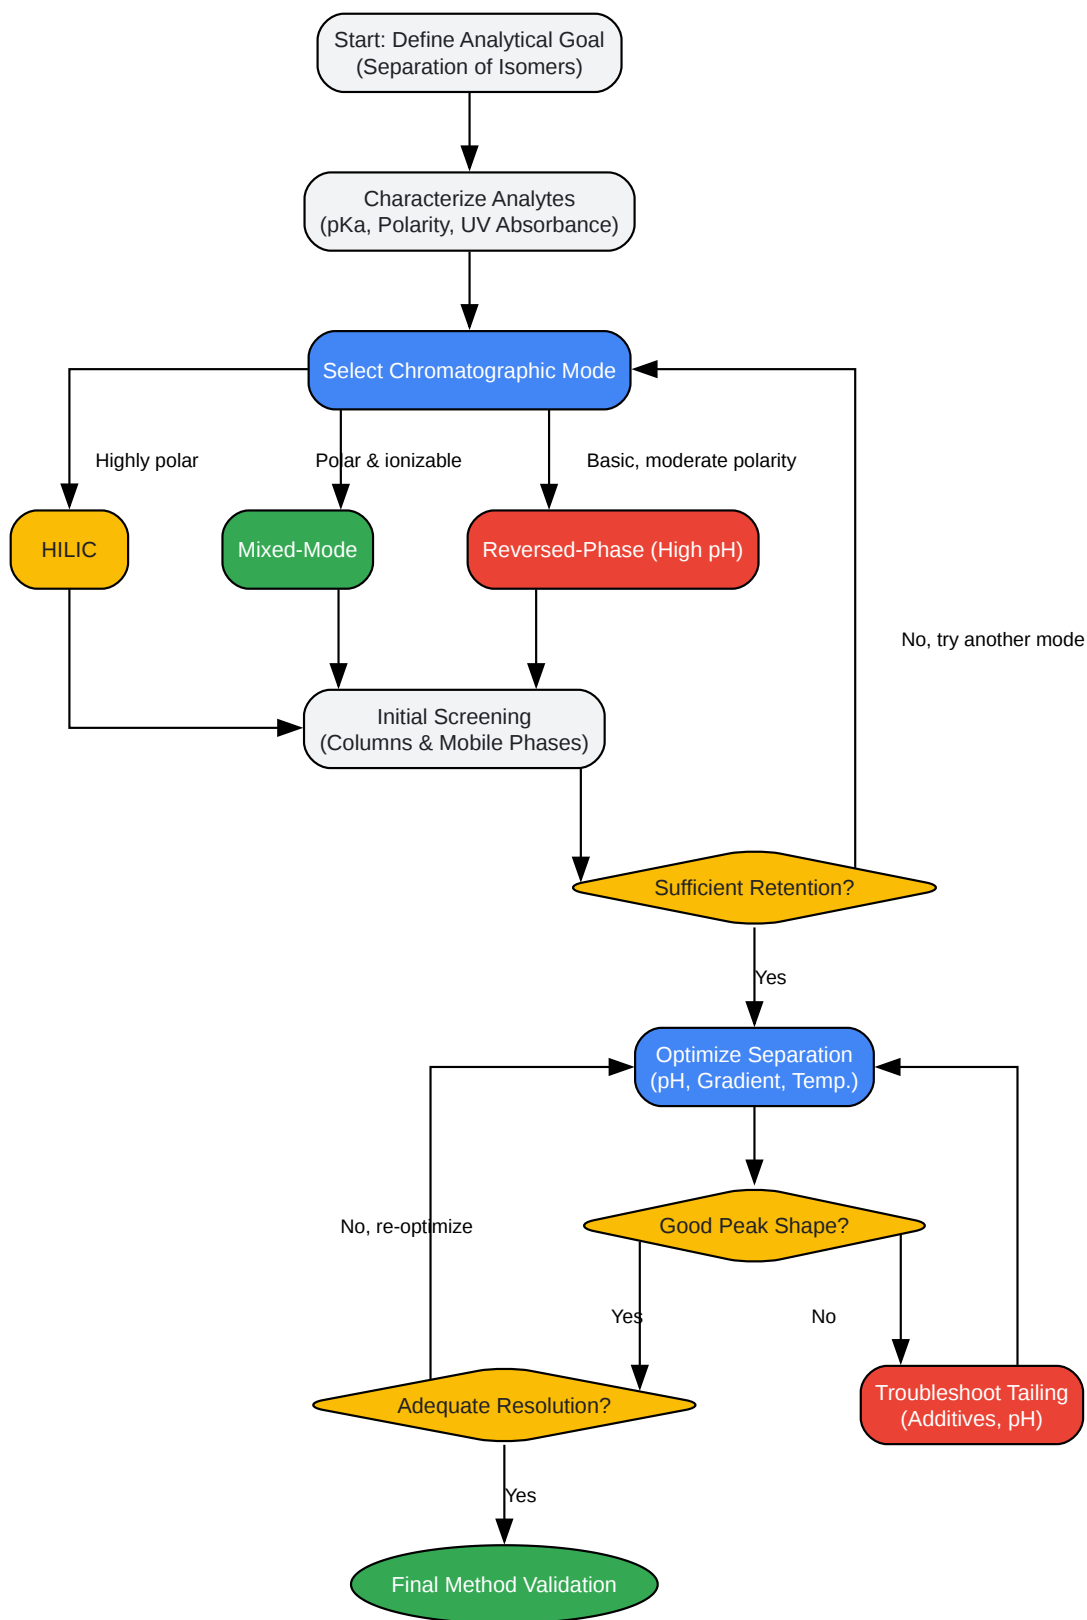 Start: Define Analytical Goal
(Separation of Isomers)
Characterize Analytes
(pKa, Polarity, UV Absorbance)
Select Chromatographic Mode
Highly polar
Polar & ionizable
Basic, moderate polarity
HILIC
Mixed-Mode
Reversed-Phase (High pH)
No, try another mode
Initial Screening
(Columns & Mobile Phases)
Sufficient Retention?
Yes
Optimize Separation
(pH, Gradient, Temp.)
No, re-optimize
Good Peak Shape?
Yes
No
Adequate Resolution?
Troubleshoot Tailing
(Additives, pH)
Yes
Final Method Validation